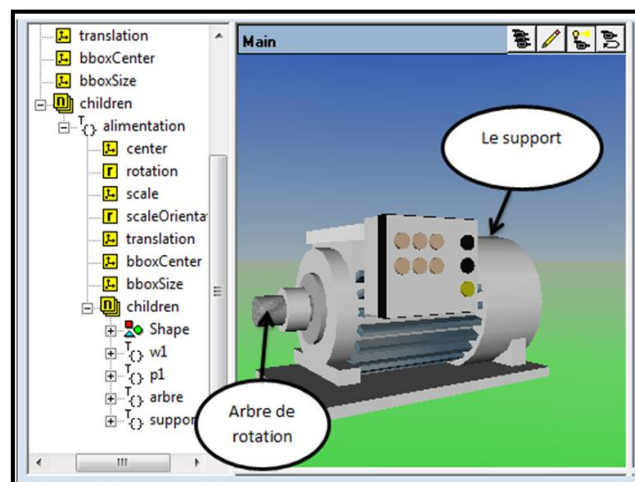 translation
bboxCenter
bboxSize
children
alimentation
center
rotation
scale
scaleOrienta
translation
bboxCenter
bboxSize
children
Shape
w1
p1
arbre
suppor
Main
Le support
Arbre de
rotation